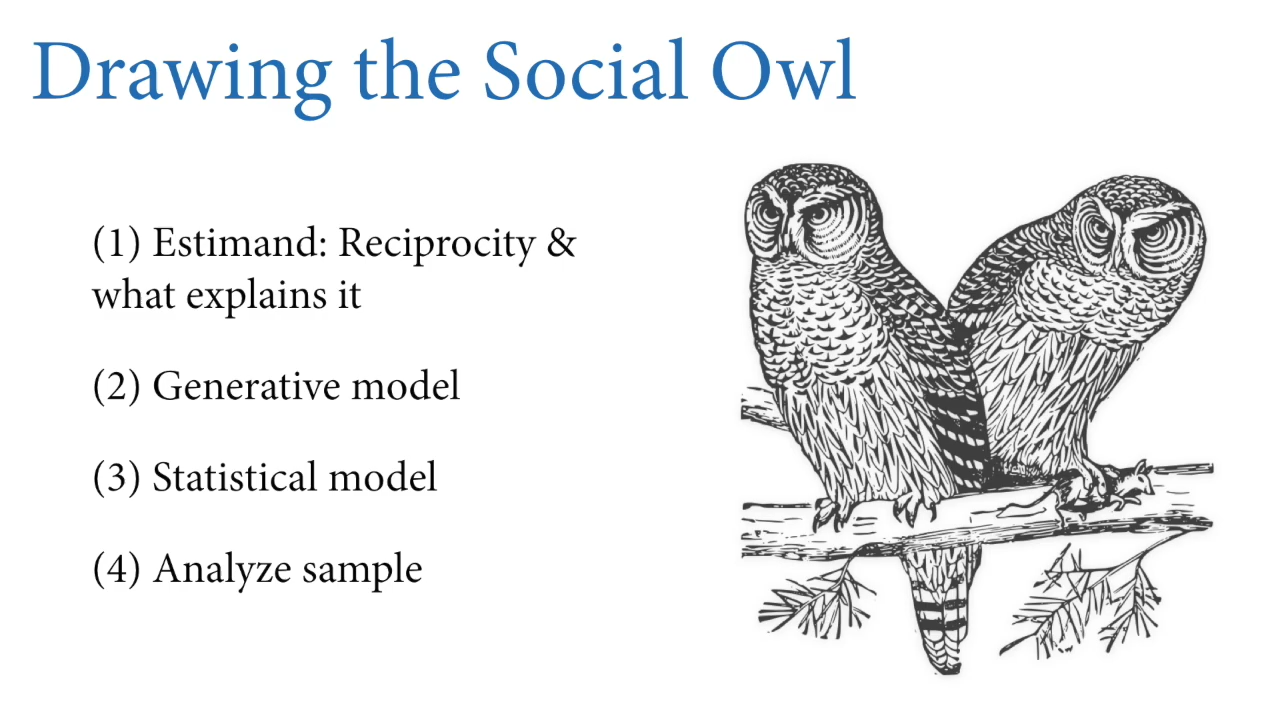 Drawing the Social Owl
(1) Estimand: Reciprocity &
what explains it
(2) Generative model
(3) Statistical model
(4) Analyze sample